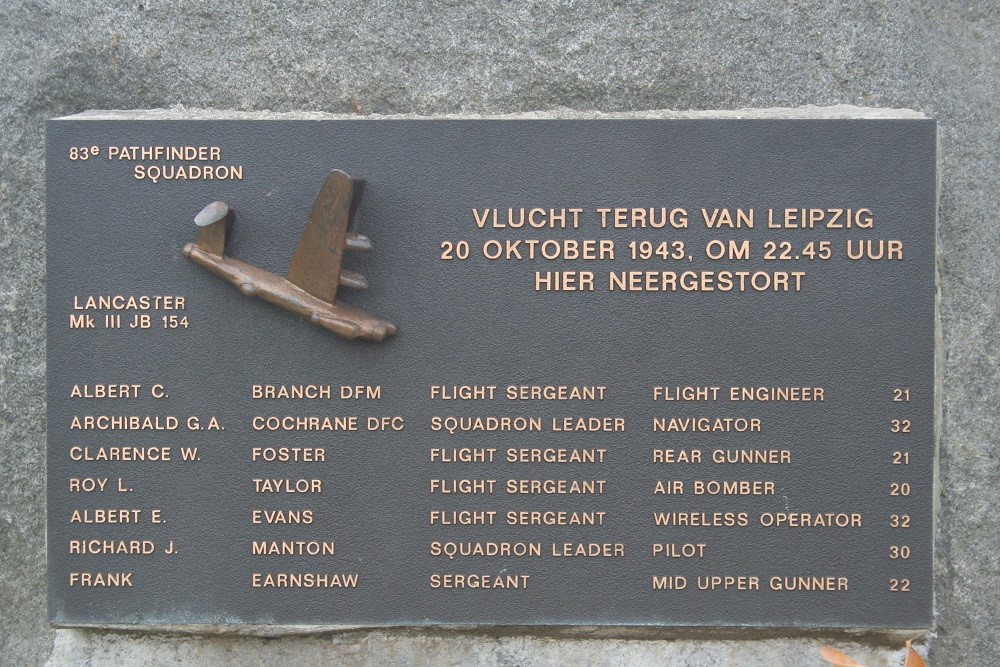 83e PATHFINDER
SQUADRON
VLUCHT TERUG VAN LEIPZIG
20 OKTOBER 1943, OM 22.45 UUR
HIER NEERGESTORT
LANCASTER
Mk III JB 154
ALBERT C. BRANCH DFM FLIGHT SERGEANT FLIGHT ENGINEER 21
ARCHIBALD G.A. COCHRANE DFC SQUADRON LEADER NAVIGATOR 32
CLARENCE W. FOSTER FLIGHT SERGEANT REAR GUNNER 21
ROY L. TAYLOR FLIGHT SERGEANT AIR BOMBER 20
ALBERT E. EVANS FLIGHT SERGEANT WIRELESS OPERATOR 32
RICHARD J. MANTON SQUADRON LEADER PILOT 30
FRANK EARNSHAW SERGEANT MID UPPER GUNNER 22